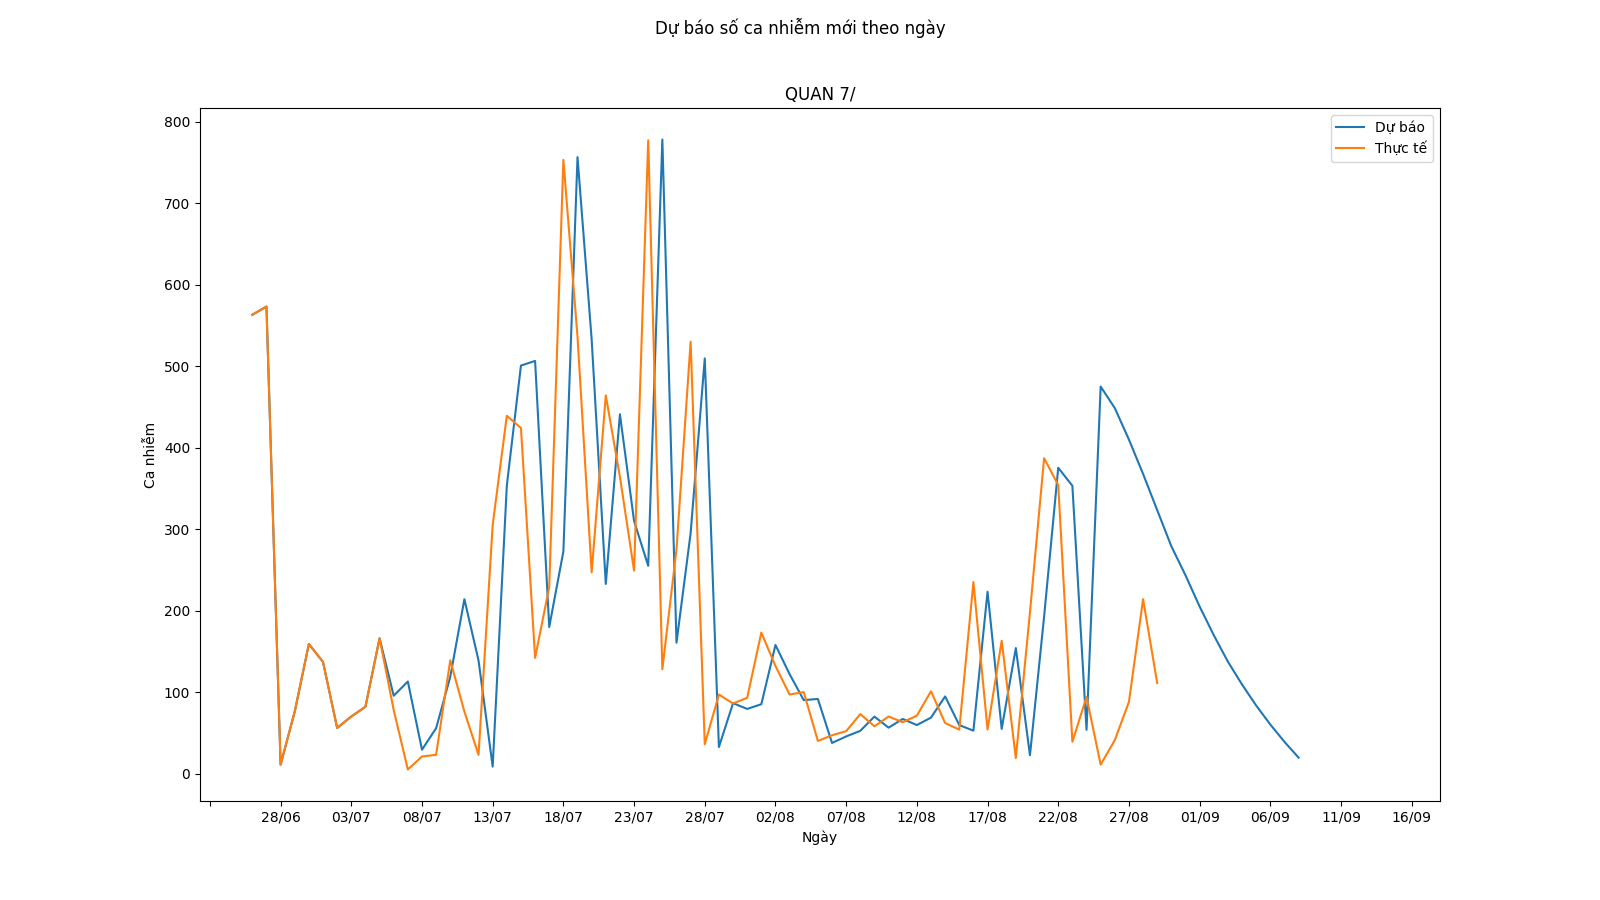 Dự báo số ca nhiễm mới theo ngày
QUAN 7/
Dự báo
Thực tế
800
700
600
500
400
300
200
100
0
Ca nhiễm
28/06 03/07 08/07 13/07 18/07 23/07 28/07 02/08 07/08 12/08 17/08 22/08 27/08 01/09 06/09 11/09 16/09
Ngày